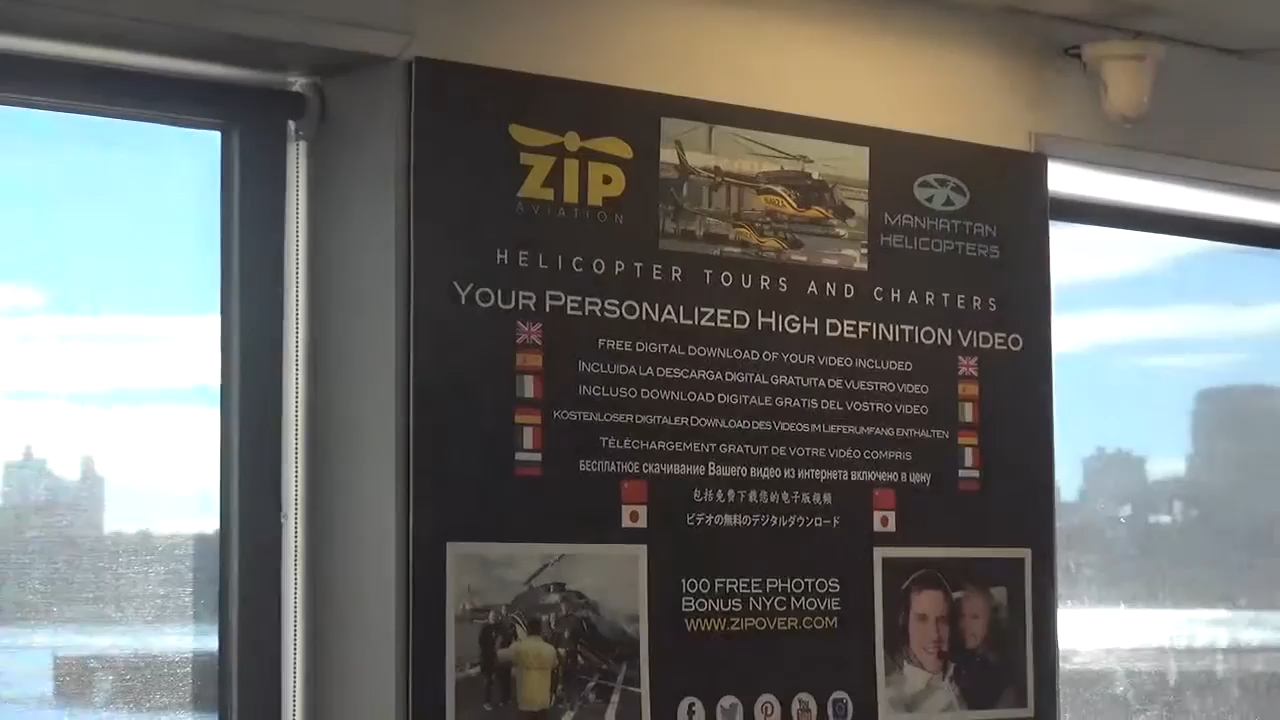 ZIP
AVIATION
MANHATTAN
HELICOPTERS
HELICOPTER TOURS AND CHARTERS
YOUR PERSONALIZED HIGH DEFINITION VIDEO
FREE DIGITAL DOWNLOAD OF YOUR VIDEO INCLUDED
INCLUIDA LA DESCARGA DIGITAL GRATUITA DE VUESTRO VIDEO
INCLUSO DOWNLOAD DIGITALE GRATIS DEL VOSTRO VIDEO
KOSTENLOSER DIGITALER DOWNLOAD DES VIDEOS IM LIEFERUMFANG ENTHALTEN
TÉLÉCHARGEMENT GRATUIT DE VOTRE VIDÉO COMPRIS
БЕСПЛАТНОЕ скачивание Вашего видео из интернета включено в цену
包括免费下载您的电子版视频
ビデオの無料のデジタルダウンロード
100 FREE PHOTOS
BONUS NYC MOVIE
WWW.ZIPOVER.COM
You